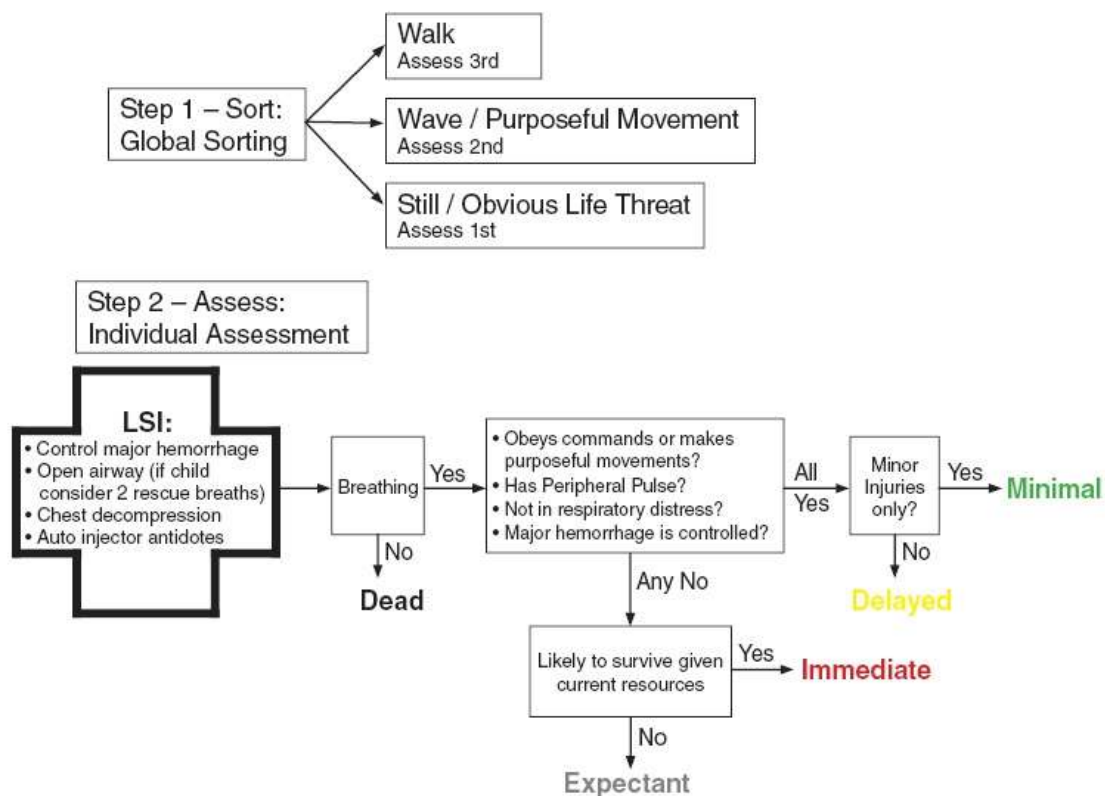 Walk
Assess 3rd
Step 1 – Sort:
Global Sorting
Wave / Purposeful Movement
Assess 2nd
Still / Obvious Life Threat
Assess 1st
Step 2 – Assess:
Individual Assessment
LSI:
• Control major hemorrhage
• Open airway (if child
consider 2 rescue breaths)
• Chest decompression
• Auto injector antidotes
Breathing
Yes
No
Dead
• Obeys commands or makes
purposeful movements?
• Has Peripheral Pulse?
• Not in respiratory distress?
• Major hemorrhage is controlled?
All
Yes
Minor
Injuries
only?
Yes
Minimal
No
Delayed
Any No
Likely to survive given
current resources
Yes
Immediate
No
Expectant